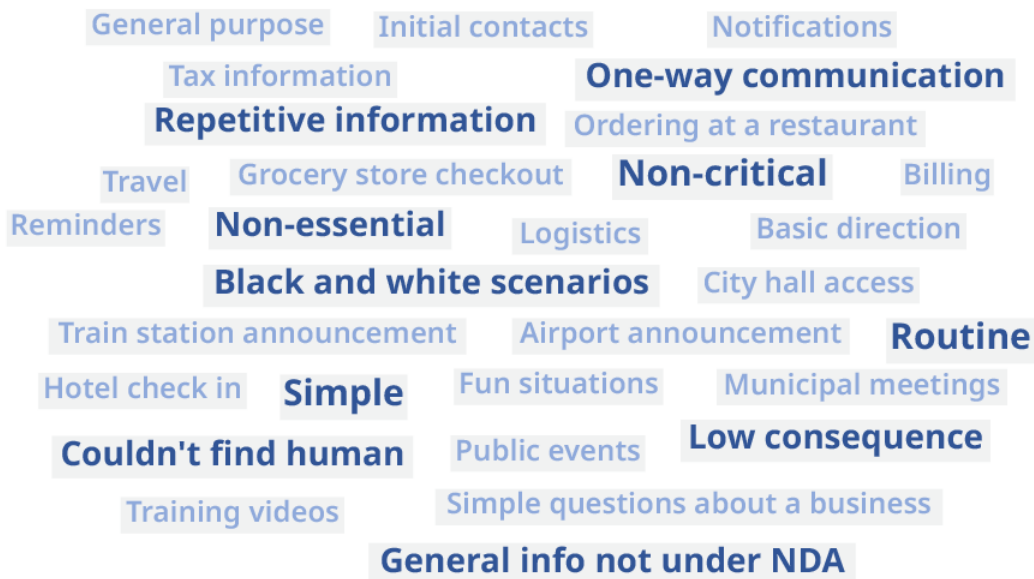 General purpose
Initial contacts
Notifications
Tax information
One-way communication
Repetitive information
Ordering at a restaurant
Travel
Grocery store checkout
Non-critical
Billing
Reminders
Non-essential
Logistics
Basic direction
Black and white scenarios
City hall access
Train station announcement
Airport announcement
Routine
Hotel check in
Simple
Fun situations
Municipal meetings
Couldn't find human
Public events
Low consequence
Training videos
Simple questions about a business
General info not under NDA